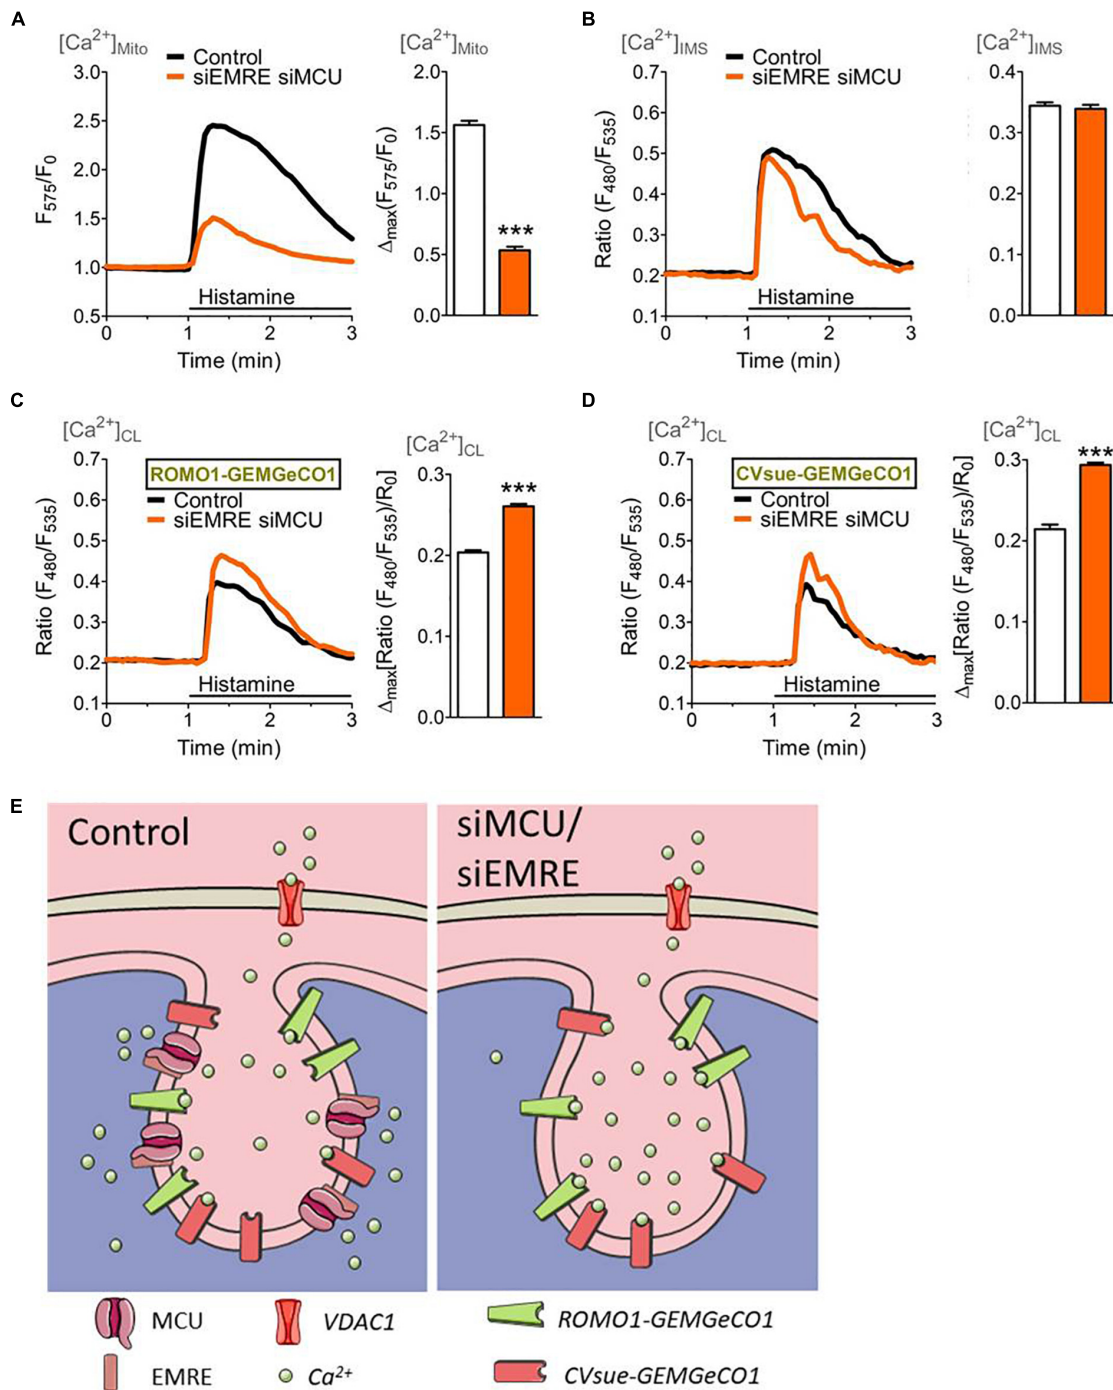 A
[Ca2+]Mito
Control
siEMRE siMCU
3.0
2.5
2.0
1.5
1.0
0.5
F575/F0
Histamine
0
1
2
3
Time (min)
[Ca2+]Mito
2.0
1.5
1.0
0.5
0.0
Δmax(F575/F0)
***
B
[Ca2+]IMS
Control
siEMRE siMCU
0.7
0.6
0.5
0.4
0.3
0.2
0.1
Ratio (F480/F535)
Histamine
0
1
2
3
Time (min)
[Ca2+]IMS
0.4
0.3
0.2
0.1
0.0
C
[Ca2+]CL
ROMO1-GEMGeCO1
Control
siEMRE siMCU
0.7
0.6
0.5
0.4
0.3
0.2
0.1
Ratio (F480/F535)
Histamine
0
1
2
3
Time (min)
[Ca2+]CL
0.3
0.2
0.1
0.0
Δmax[Ratio (F480/F535)/R0]
***
D
[Ca2+]CL
CVsue-GEMGeCO1
Control
siEMRE siMCU
0.7
0.6
0.5
0.4
0.3
0.2
0.1
Ratio (F480/F535)
Histamine
0
1
2
3
Time (min)
[Ca2+]CL
0.3
0.2
0.1
0.0
Δmax[Ratio (F480/F535)/R0]
***
E
Control
siMCU/
siEMRE
MCU
VDAC1
ROMO1-GEMGeCO1
EMRE
Ca2+
CVsue-GEMGeCO1